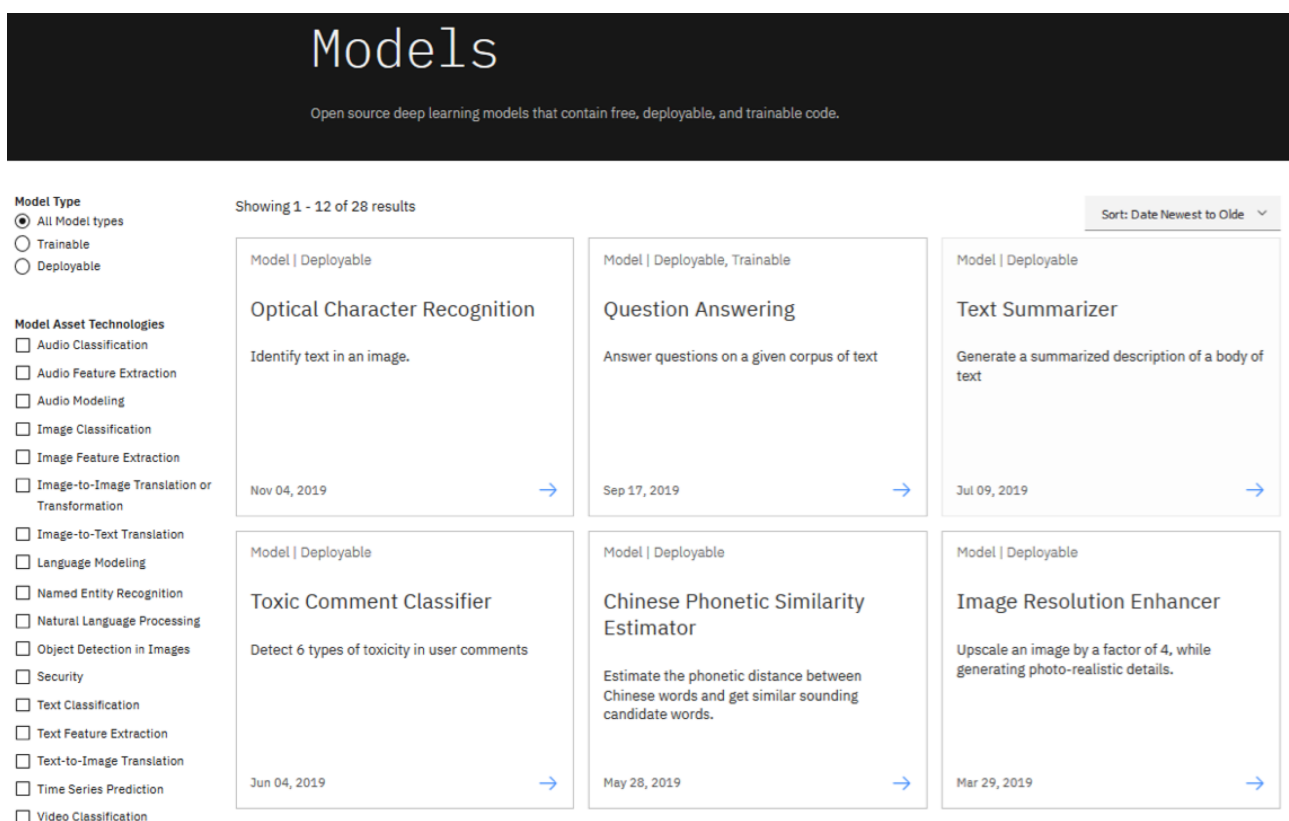 Models
Open source deep learning models that contain free, deployable, and trainable code.
Model Type
All Model types
Trainable
Deployable
Model Asset Technologies
Audio Classification
Audio Feature Extraction
Audio Modeling
Image Classification
Image Feature Extraction
Image-to-Image Translation or
Transformation
Image-to-Text Translation
Language Modeling
Named Entity Recognition
Natural Language Processing
Object Detection in Images
Security
Text Classification
Text Feature Extraction
Text-to-Image Translation
Time Series Prediction
Video Classification
Showing 1 - 12 of 28 results
Sort: Date Newest to Olde
Model | Deployable
Optical Character Recognition
Identify text in an image.
Nov 04, 2019
Model | Deployable, Trainable
Question Answering
Answer questions on a given corpus of text
Sep 17, 2019
Model | Deployable
Text Summarizer
Generate a summarized description of a body of
text
Jul 09, 2019
Model | Deployable
Toxic Comment Classifier
Detect 6 types of toxicity in user comments
Jun 04, 2019
Model | Deployable
Chinese Phonetic Similarity
Estimator
Estimate the phonetic distance between
Chinese words and get similar sounding
candidate words.
May 28, 2019
Model | Deployable
Image Resolution Enhancer
Upscale an image by a factor of 4, while
generating photo-realistic details.
Mar 29, 2019